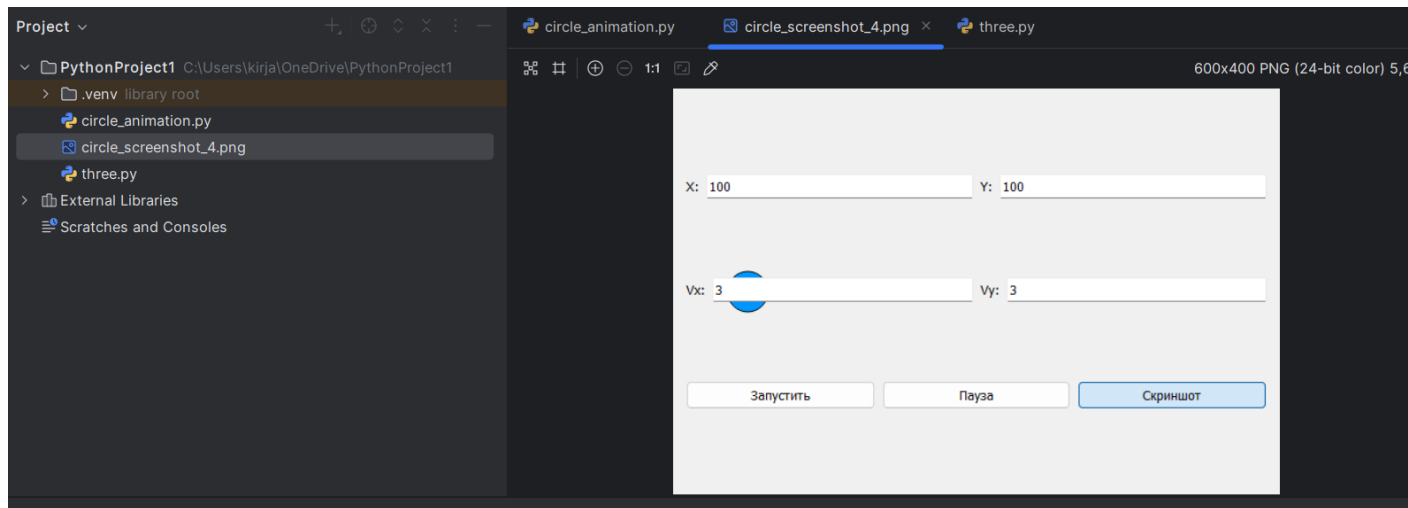 Project
circle_animation.py circle_screenshot_4.png three.py
PythonProject1 C:\Users\kirja\OneDrive\PythonProject1
1:1 600x400 PNG (24-bit color) 5,6
.venv library root
circle_animation.py
circle_screenshot_4.png
three.py
External Libraries
Scratches and Consoles
X: 100 Y: 100
Vx: 3 Vy: 3
Запустить Пауза Скриншот